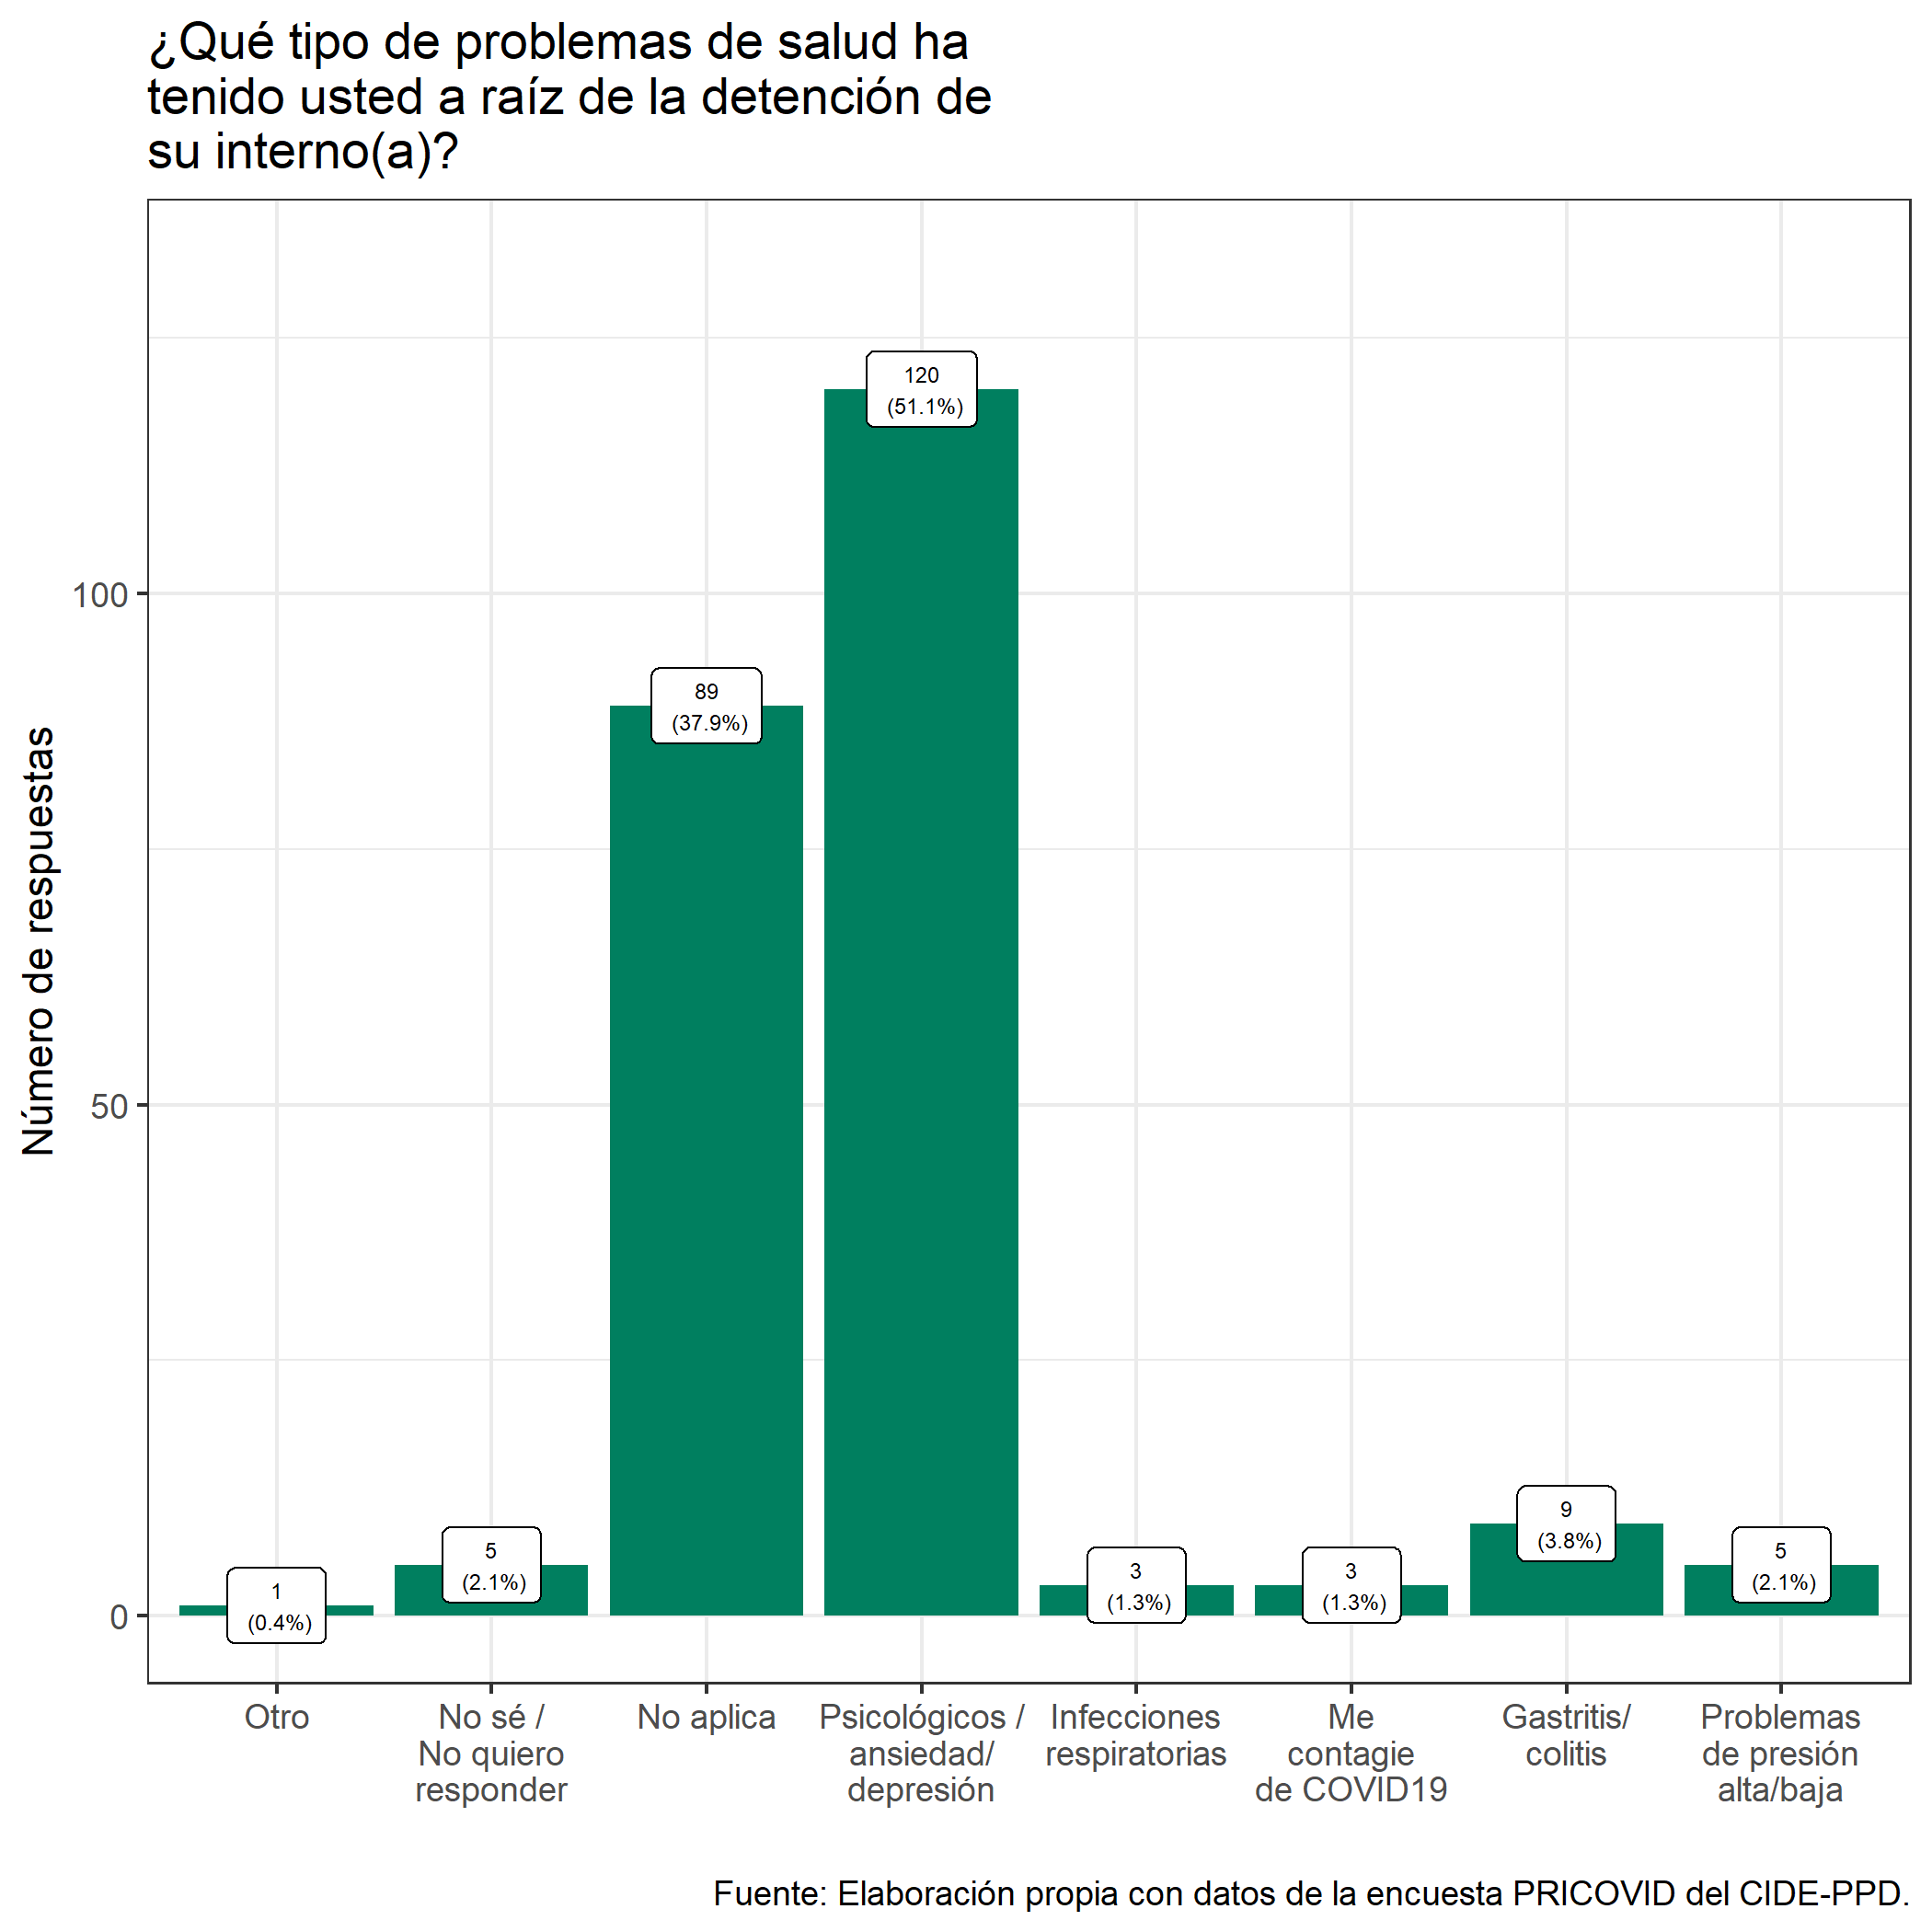 ¿Qué tipo de problemas de salud ha
tenido usted a raíz de la detención de
su interno(a)?
Número de respuestas
100
50
0
1
(0.4%)
5
(2.1%)
89
(37.9%)
120
(51.1%)
3
(1.3%)
3
(1.3%)
9
(3.8%)
5
(2.1%)
Otro
No sé /
No quiero
responder
No aplica
Psicológicos /
ansiedad/
depresión
Infecciones
respiratorias
Me
contagie
de COVID19
Gastritis/
colitis
Problemas
de presión
alta/baja
Fuente: Elaboración propia con datos de la encuesta PRICOVID del CIDE-PPD.